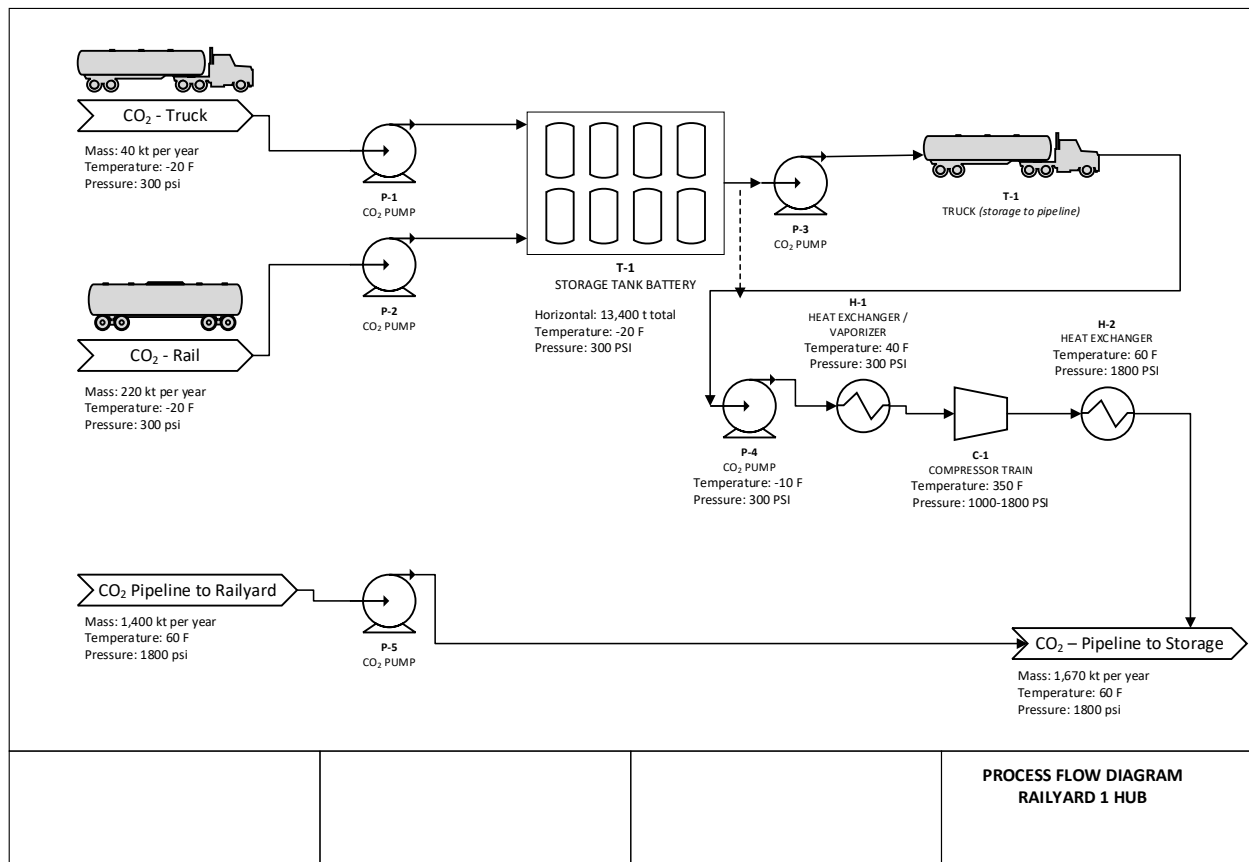 CO₂ - Truck
Mass: 40 kt per year
Temperature: -20 F
Pressure: 300 psi
P-1
CO₂ PUMP
CO₂ - Rail
Mass: 220 kt per year
Temperature: -20 F
Pressure: 300 psi
P-2
CO₂ PUMP
T-1
STORAGE TANK BATTERY
Horizontal: 13,400 t total
Temperature: -20 F
Pressure: 300 PSI
P-3
CO₂ PUMP
T-1
TRUCK (storage to pipeline)
P-4
CO₂ PUMP
Temperature: -10 F
Pressure: 300 PSI
H-1
HEAT EXCHANGER /
VAPORIZER
Temperature: 40 F
Pressure: 300 PSI
C-1
COMPRESSOR TRAIN
Temperature: 350 F
Pressure: 1000-1800 PSI
H-2
HEAT EXCHANGER
Temperature: 60 F
Pressure: 1800 PSI
CO₂ Pipeline to Railyard
Mass: 1,400 kt per year
Temperature: 60 F
Pressure: 1800 psi
P-5
CO₂ PUMP
CO₂ – Pipeline to Storage
Mass: 1,670 kt per year
Temperature: 60 F
Pressure: 1800 psi
PROCESS FLOW DIAGRAM
RAILYARD 1 HUB